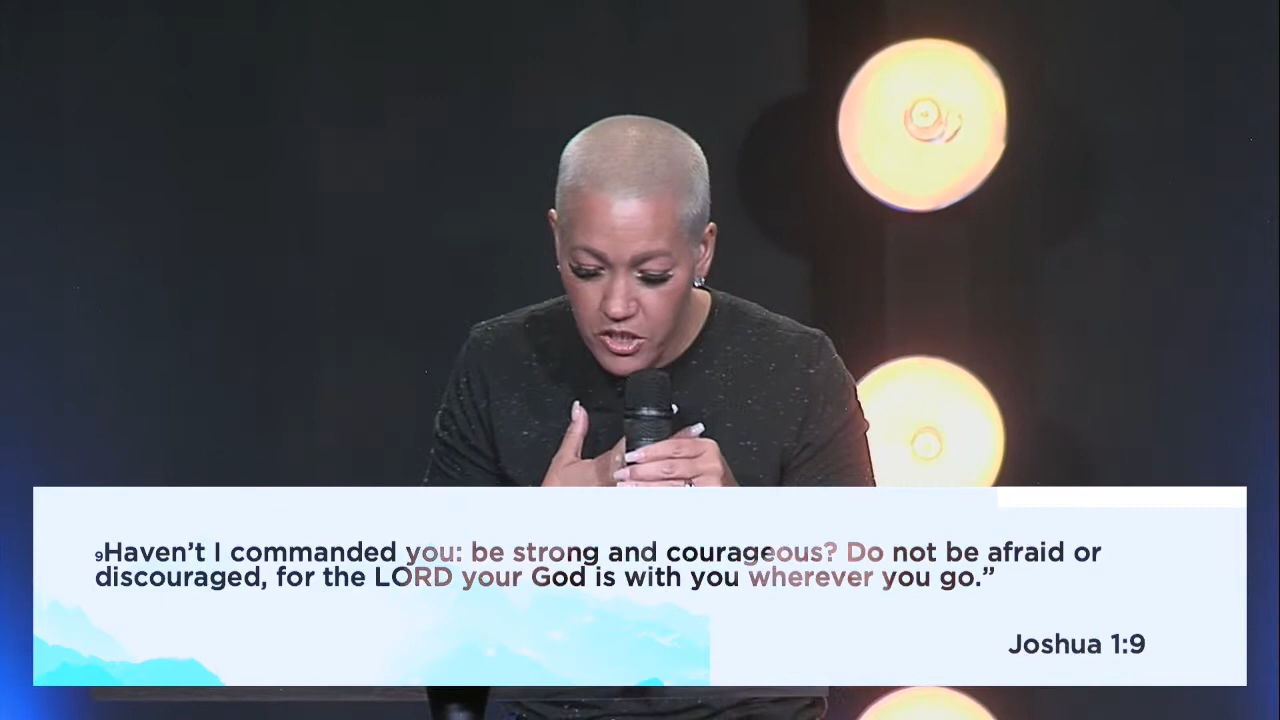 9Haven’t I commanded you: be strong and courageous? Do not be afraid or
discouraged, for the LORD your God is with you wherever you go.”
Joshua 1:9